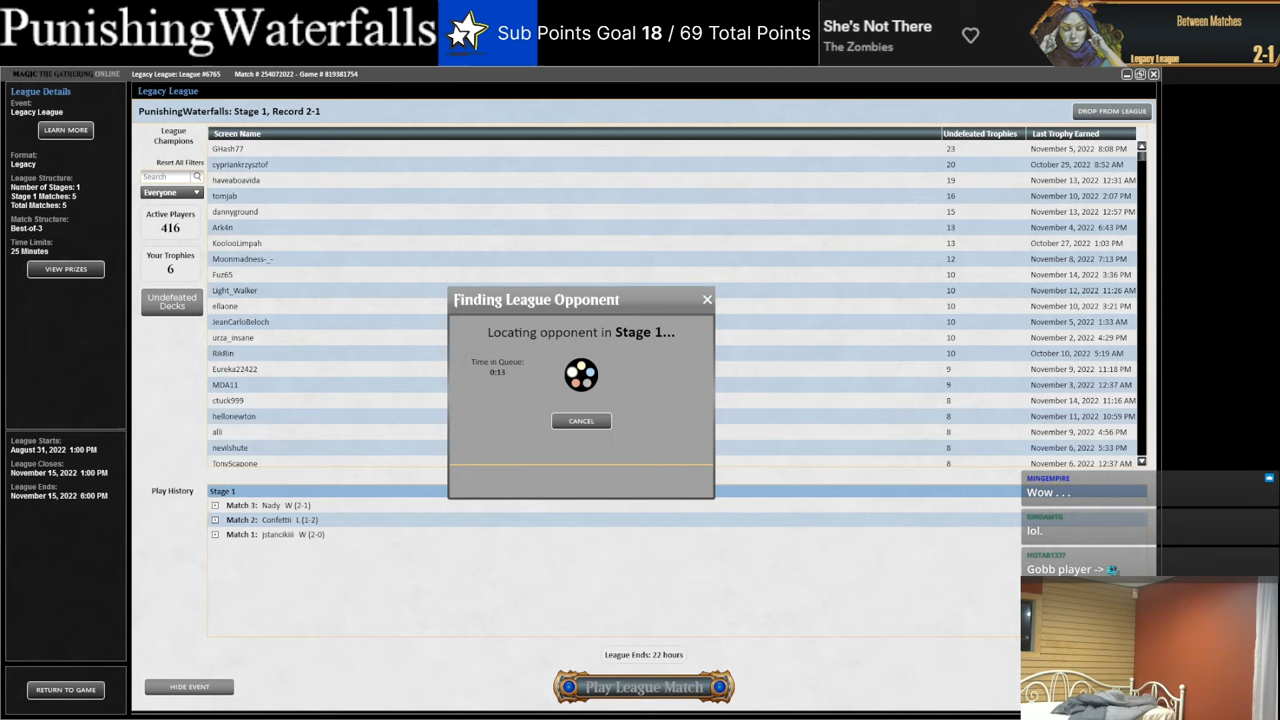 PunishingWaterfalls
Sub Points Goal 18 / 69 Total Points
She's Not There
The Zombies
Between Matches
Legacy League
2-1
MAGIC THE GATHERING ONLINE
Legacy League: League #6765
Match # 254072022 - Game # 819381754
League Details
Event:
Legacy League
LEARN MORE
Format:
Legacy
League Structure:
Number of Stages: 1
Stage 1 Matches: 5
Total Matches: 5
Match Structure:
Best-of-3
Time Limits:
25 Minutes
VIEW PRIZES
League Starts:
August 31, 2022 1:00 PM
League Closes:
November 15, 2022 1:00 PM
League Ends:
November 15, 2022 6:00 PM
RETURN TO GAME
Legacy League
PunishingWaterfalls: Stage 1, Record 2-1
DROP FROM LEAGUE
League
Champions
Reset All Filters
Search
Everyone
Active Players
416
Your Trophies
6
Undefeated
Decks
Screen Name Undefeated Trophies Last Trophy Earned
GHash77 23 November 5, 2022 8:08 PM
cypriankrzysztof 20 October 29, 2022 8:52 AM
haveaboavida 19 November 13, 2022 12:31 AM
tomjab 16 November 10, 2022 2:07 PM
dannyground 15 November 13, 2022 12:57 PM
Ark4n 13 November 4, 2022 6:43 PM
KoolooLimpah 13 October 27, 2022 1:03 PM
Moonmadness-_- 12 November 8, 2022 7:13 PM
Fuz65 10 November 14, 2022 3:36 PM
Light_Walker 10 November 12, 2022 11:26 AM
ellaone 10 November 10, 2022 3:21 PM
JeanCarloBeloch 10 November 5, 2022 1:33 AM
urza_insane 10 November 2, 2022 4:29 PM
RikRin 10 October 10, 2022 5:19 AM
Eureka22422 9 November 9, 2022 11:18 PM
MDA11 9 November 3, 2022 12:37 AM
ctuck999 8 November 14, 2022 11:16 AM
hellonewton 8 November 11, 2022 10:59 PM
alli 8 November 9, 2022 4:56 PM
nevilshute 8 November 6, 2022 5:33 PM
TonyScapone 8 November 6, 2022 12:37 AM
Finding League Opponent
Locating opponent in Stage 1...
Time in Queue:
0:13
CANCEL
Play History
Stage 1
Match 3: Nady W (2-1)
Match 2: Confettii L (1-2)
Match 1: jstancikiii W (2-0)
League Ends: 22 hours
HIDE EVENT
Play League Match
MINGEMPIRE
Wow . . .
lol.
HISTAB1337
Gobb player ->